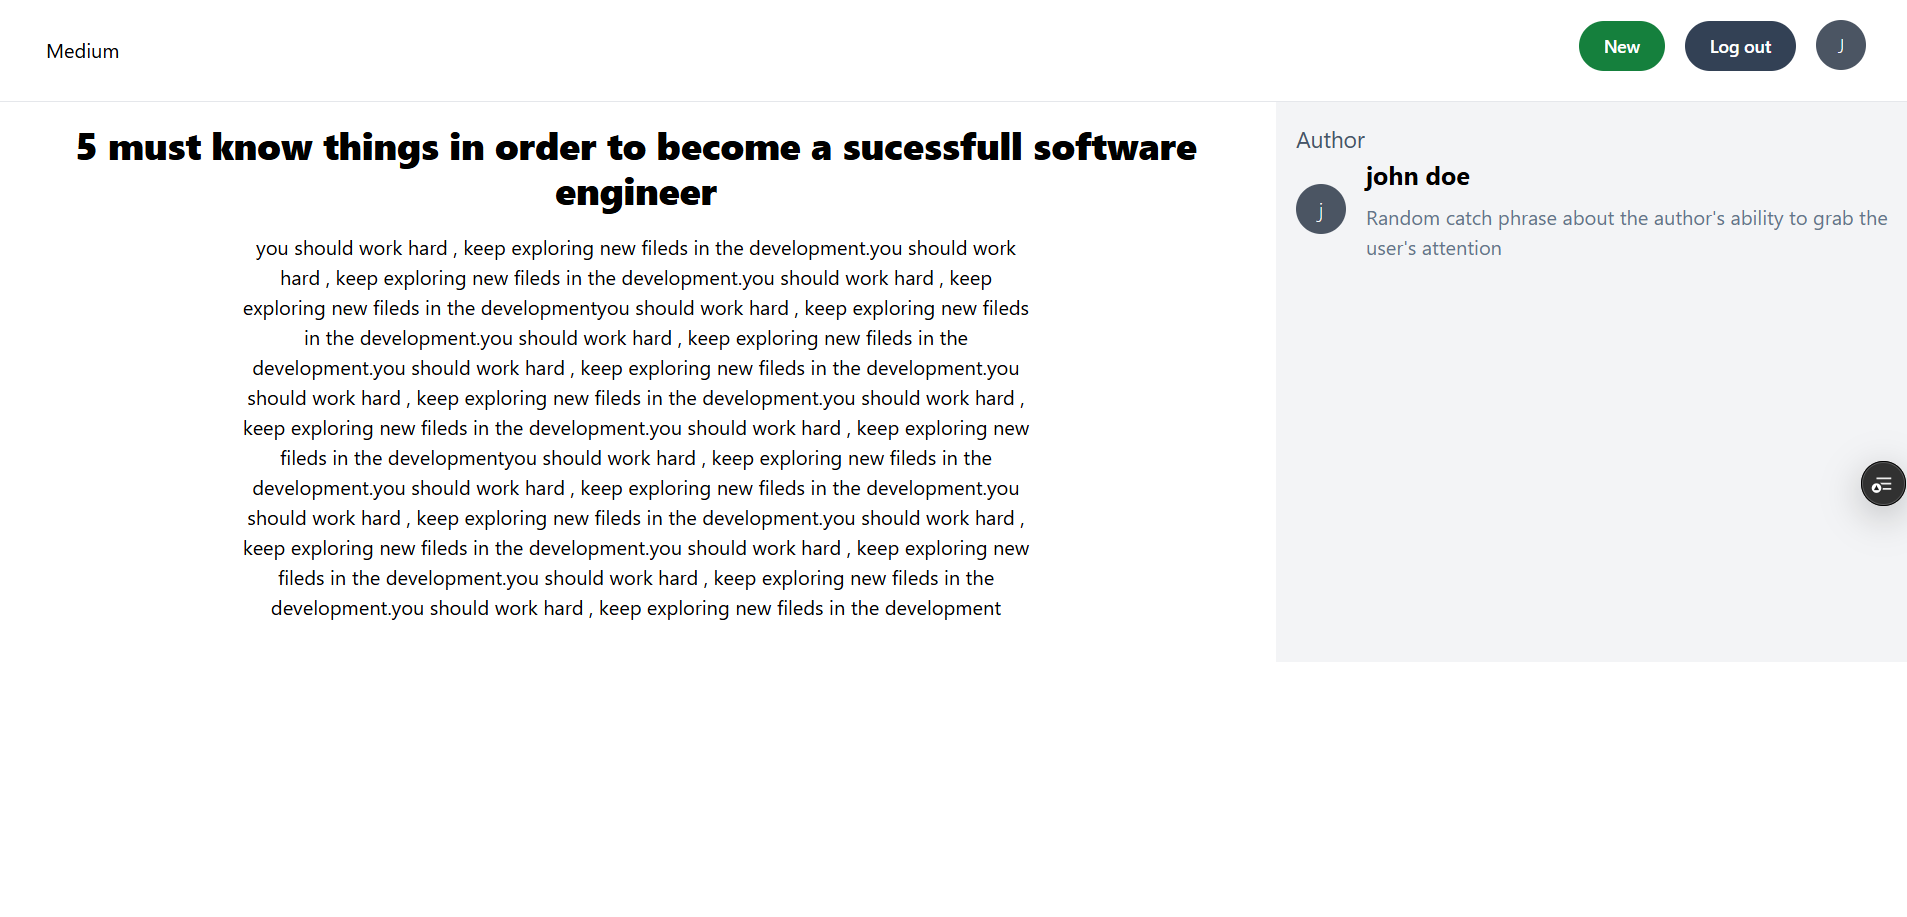 Medium
New
Log out
J
5 must know things in order to become a sucessfull software
engineer
you should work hard , keep exploring new fileds in the development.you should work
hard , keep exploring new fileds in the development.you should work hard , keep
exploring new fileds in the developmentyou should work hard , keep exploring new fileds
in the development.you should work hard , keep exploring new fileds in the
development.you should work hard , keep exploring new fileds in the development.you
should work hard , keep exploring new fileds in the development.you should work hard ,
keep exploring new fileds in the development.you should work hard , keep exploring new
fileds in the developmentyou should work hard , keep exploring new fileds in the
development.you should work hard , keep exploring new fileds in the development.you
should work hard , keep exploring new fileds in the development.you should work hard ,
keep exploring new fileds in the development.you should work hard , keep exploring new
fileds in the development.you should work hard , keep exploring new fileds in the
development.you should work hard , keep exploring new fileds in the development
Author
j
john doe
Random catch phrase about the author's ability to grab the
user's attention